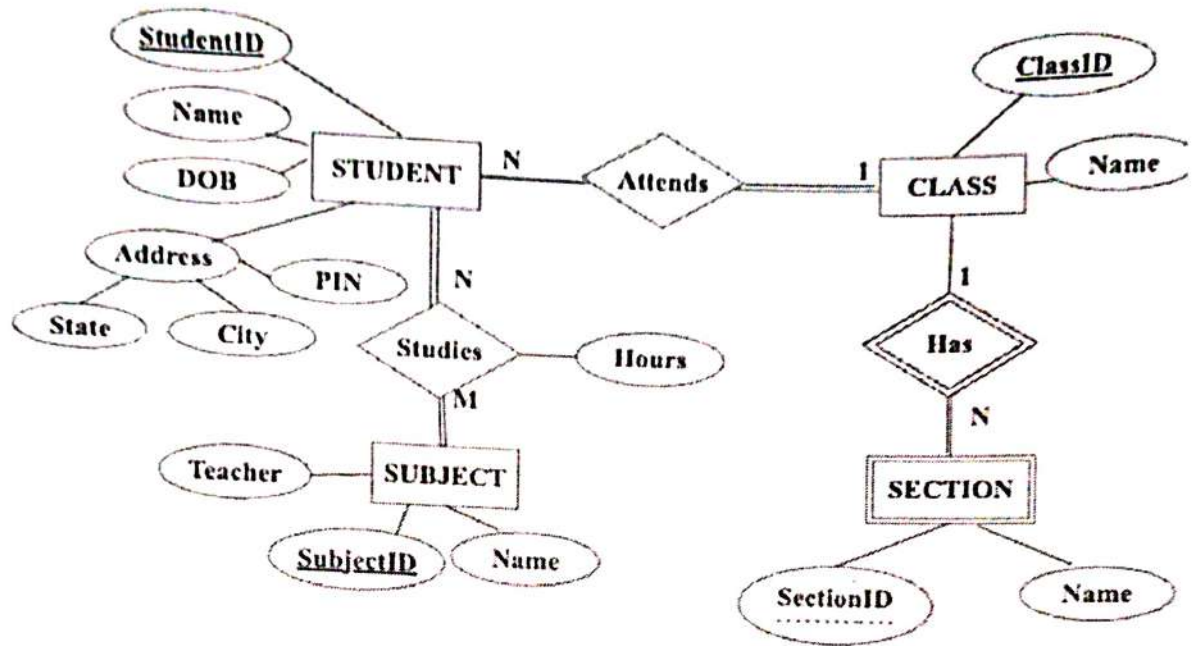 StudentID
ClassID
Name
Name
DOB
STUDENT
N
Attends
1
CLASS
Address
PIN
State
City
N
1
Studies
Hours
Has
M
N
Teacher
SUBJECT
SECTION
SubjectID
Name
SectionID
Name